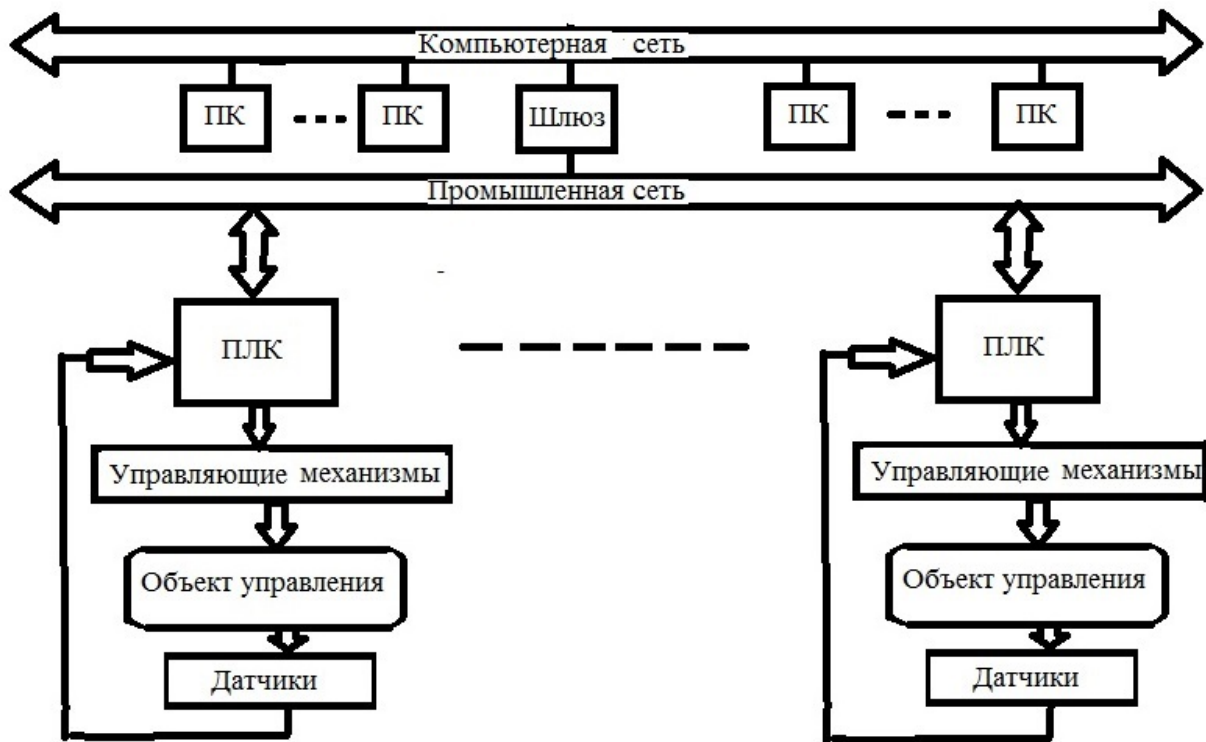 Компьютерная сеть
ПК
ПК
Шлюз
ПК
ПК
Промышленная сеть
ПЛК
ПЛК
Управляющие механизмы
Управляющие механизмы
Объект управления
Объект управления
Датчики
Датчики